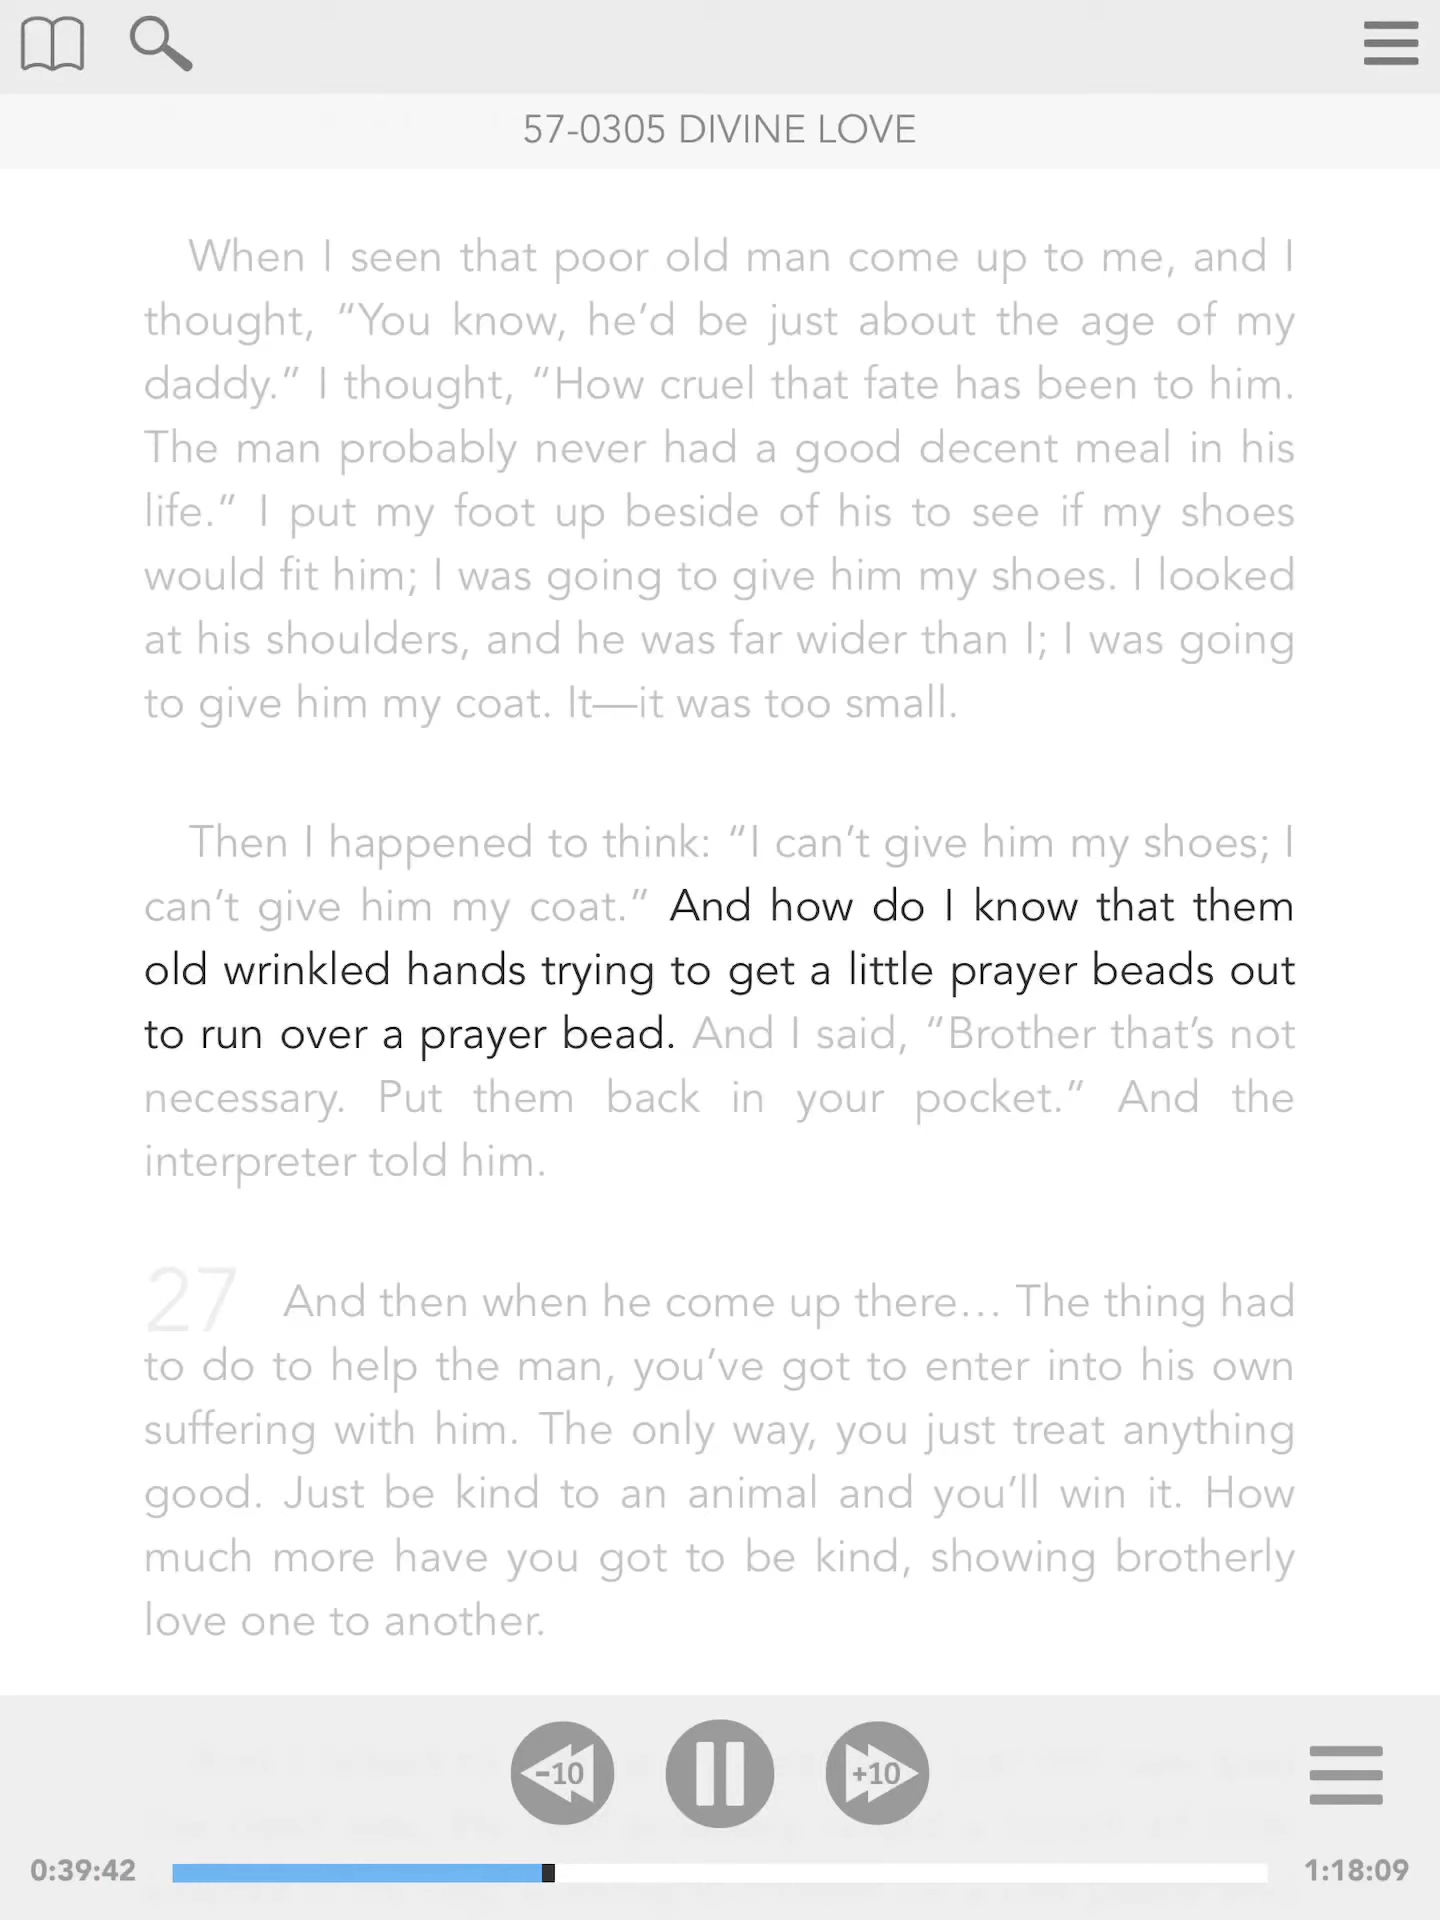 57-0305 DIVINE LOVE
When I seen that poor old man come up to me, and I
thought, “You know, he’d be just about the age of my
daddy.” I thought, “How cruel that fate has been to him.
The man probably never had a good decent meal in his
life.” I put my foot up beside of his to see if my shoes
would fit him; I was going to give him my shoes. I looked
at his shoulders, and he was far wider than I; I was going
to give him my coat. It—it was too small.
Then I happened to think: “I can’t give him my shoes; I
can’t give him my coat.” And how do I know that them
old wrinkled hands trying to get a little prayer beads out
to run over a prayer bead. And I said, “Brother that’s not
necessary. Put them back in your pocket.” And the
interpreter told him.
27 And then when he come up there… The thing had
to do to help the man, you’ve got to enter into his own
suffering with him. The only way, you just treat anything
good. Just be kind to an animal and you’ll win it. How
much more have you got to be kind, showing brotherly
love one to another.
-10 +10
0:39:42 1:18:09